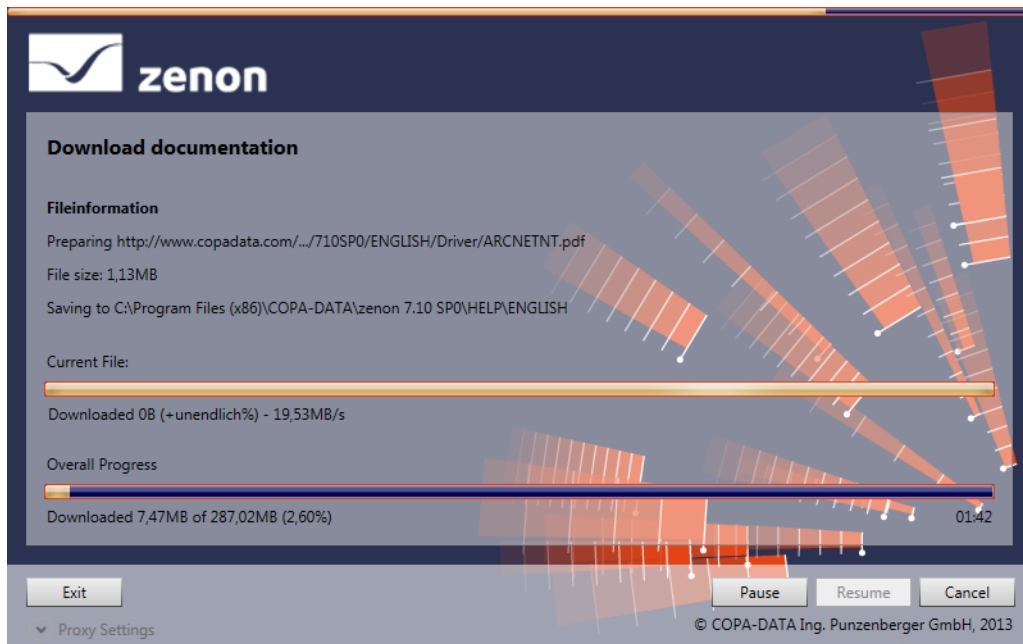 zenon
Download documentation
Fileinformation
Preparing http://www.copadata.com/.../710SP0/ENGLISH/Driver/ARCNETNT.pdf
File size: 1,13MB
Saving to C:\Program Files (x86)\COPA-DATA\zenon 7.10 SP0\HELP\ENGLISH
Current File:
Downloaded 0B (+unendlich%) - 19,53MB/s
Overall Progress
Downloaded 7,47MB of 287,02MB (2,60%) 01:42
Exit Pause Resume Cancel
Proxy Settings © COPA-DATA Ing. Punzenberger GmbH, 2013